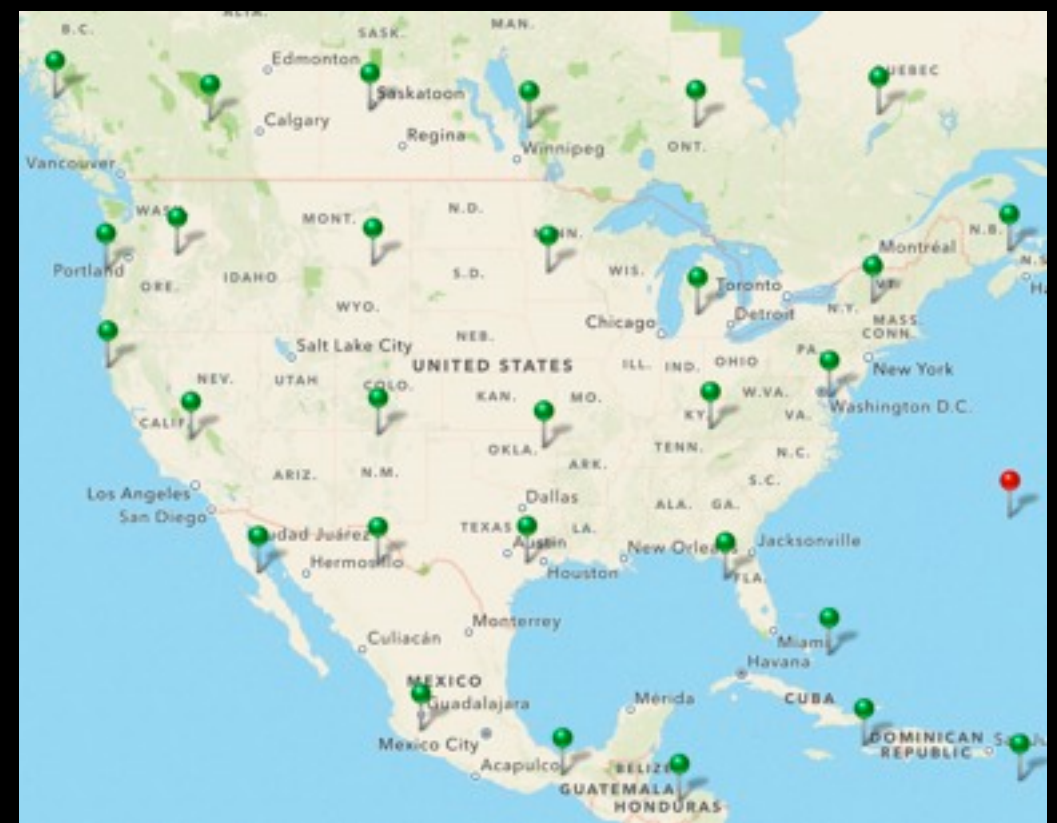 ALTA.
B.C.
SASK.
MAN.
Edmonton
Saskatoon
QUEBEC
Calgary
Regina
Winnipeg
ONT.
Vancouver
WASH.
MONT.
N.D.
MINN.
N.B.
Montréal
Portland
ORE.
IDAHO
S.D.
WIS.
Toronto
VT.
N.S.
WYO.
Detroit
N.Y.
MASS.
CONN.
Chicago
NEB.
Salt Lake City
UNITED STATES
ILL.
IND.
OHIO
PA.
New York
NEV.
UTAH
COLO.
KAN.
MO.
W.VA.
Washington D.C.
CALIF.
KY.
VA.
OKLA.
TENN.
N.C.
ARIZ.
N.M.
ARK.
S.C.
Los Angeles
San Diego
Dallas
ALA.
GA.
TEXAS
LA.
udad Juárez
Austin
New Orleans
Jacksonville
Hermosillo
Houston
FLA.
Monterrey
Culiacán
Miami
Havana
MEXICO
Guadalajara
Mérida
CUBA
Mexico City
DOMINICAN
REPUBLIC
Acapulco
BELIZE
GUATEMALA
HONDURAS